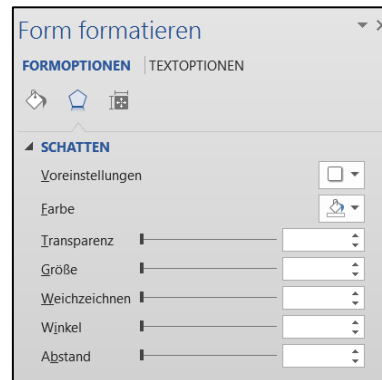 Form formatieren
FORMOPTIONEN TEXTOPTIONEN
SCHATTEN
Voreinstellungen
Farbe
Transparenz
Größe
Weichzeichnen
Winkel
Abstand